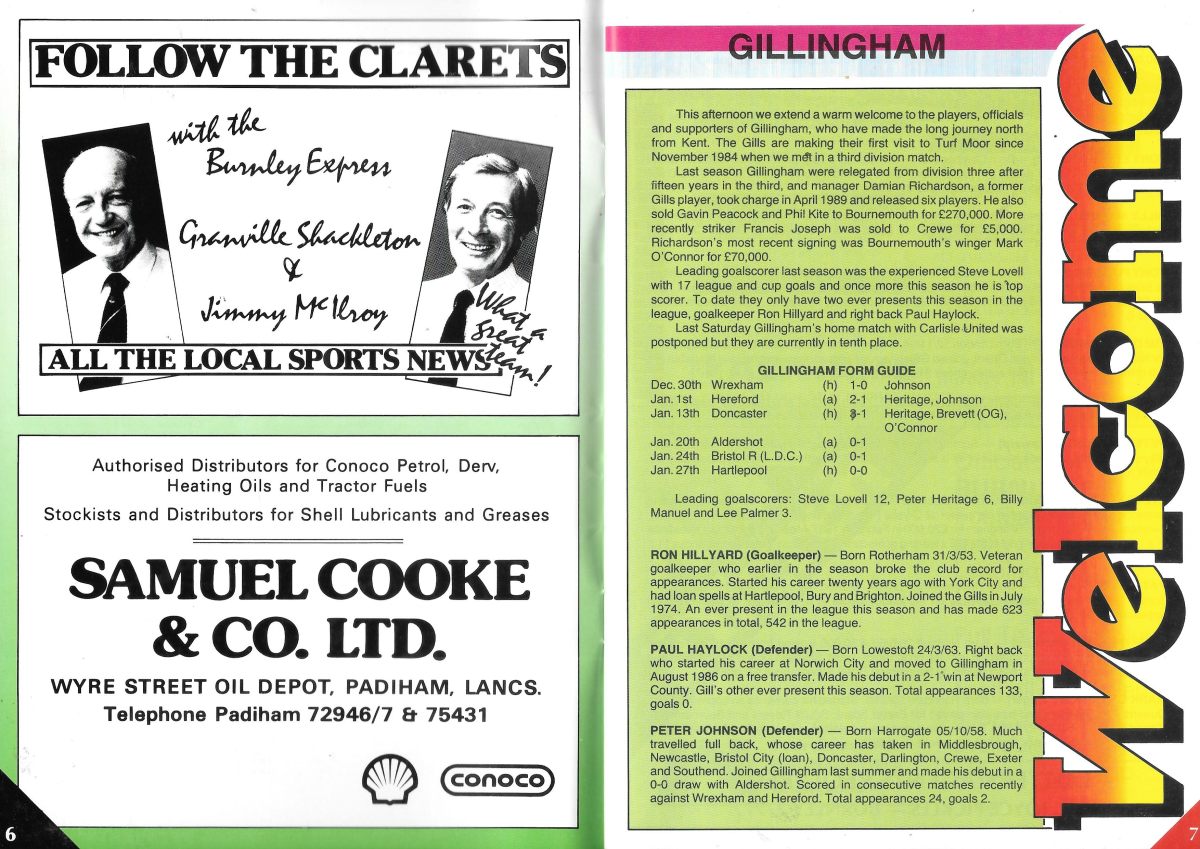 FOLLOW THE CLARETS
with the
Burnley Express
Granville Shackleton
&
Jimmy McIlroy
What a
great
team!
ALL THE LOCAL SPORTS NEWS
Authorised Distributors for Conoco Petrol, Derv,
Heating Oils and Tractor Fuels
Stockists and Distributors for Shell Lubricants and Greases
SAMUEL COOKE
& CO. LTD.
WYRE STREET OIL DEPOT, PADIHAM, LANCS.
Telephone Padiham 72946/7 & 75431
conoco
6
GILLINGHAM
This afternoon we extend a warm welcome to the players, officials
and supporters of Gillingham, who have made the long journey north
from Kent. The Gills are making their first visit to Turf Moor since
November 1984 when we met in a third division match.
Last season Gillingham were relegated from division three after
fifteen years in the third, and manager Damian Richardson, a former
Gills player, took charge in April 1989 and released six players. He also
sold Gavin Peacock and Phil Kite to Bournemouth for £270,000. More
recently striker Francis Joseph was sold to Crewe for £5,000.
Richardson's most recent signing was Bournemouth's winger Mark
O'Connor for £70,000.
Leading goalscorer last season was the experienced Steve Lovell
with 17 league and cup goals and once more this season he is top
scorer. To date they only have two ever presents this season in the
league, goalkeeper Ron Hillyard and right back Paul Haylock.
Last Saturday Gillingham's home match with Carlisle United was
postponed but they are currently in tenth place.
GILLINGHAM FORM GUIDE
Dec. 30th Wrexham (h) 1-0 Johnson
Jan. 1st Hereford (a) 2-1 Heritage, Johnson
Jan. 13th Doncaster (h) 3-1 Heritage, Brevett (OG),
O'Connor
Jan. 20th Aldershot (a) 0-1
Jan. 24th Bristol R (L.D.C.) (a) 0-1
Jan. 27th Hartlepool (h) 0-0
Leading goalscorers: Steve Lovell 12, Peter Heritage 6, Billy
Manuel and Lee Palmer 3.
RON HILLYARD (Goalkeeper) — Born Rotherham 31/3/53. Veteran
goalkeeper who earlier in the season broke the club record for
appearances. Started his career twenty years ago with York City and
had loan spells at Hartlepool, Bury and Brighton. Joined the Gills in July
1974. An ever present in the league this season and has made 623
appearances in total, 542 in the league.
PAUL HAYLOCK (Defender) — Born Lowestoft 24/3/63. Right back
who started his career at Norwich City and moved to Gillingham in
August 1986 on a free transfer. Made his debut in a 2-1 win at Newport
County. Gill's other ever present this season. Total appearances 133,
goals 0.
PETER JOHNSON (Defender) — Born Harrogate 05/10/58. Much
travelled full back, whose career has taken in Middlesbrough,
Newcastle, Bristol City (loan), Doncaster, Darlington, Crewe, Exeter
and Southend. Joined Gillingham last summer and made his debut in a
0-0 draw with Aldershot. Scored in consecutive matches recently
against Wrexham and Hereford. Total appearances 24, goals 2.
Welcome
7